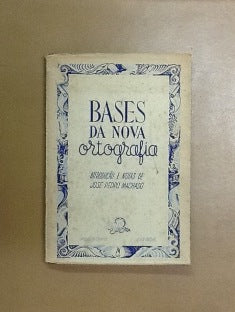 BASES
DA NOVA
ortografia
INTRODUÇÃO E NOTAS DE
JOSÉ PEDRO MACHADO